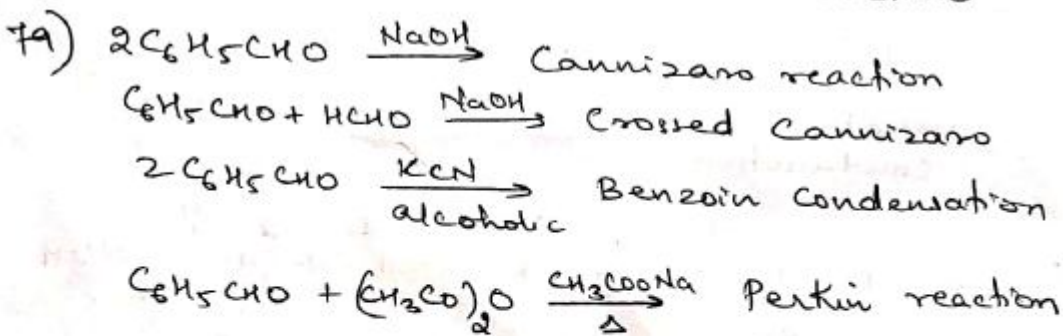 79) 2C₆H₅CHO NaOH → Cannizaro reaction
C₆H₅CHO + HCHO NaOH → Crossed Cannizaro
2C₆H₅CHO KCN alcoholic → Benzoin condensation
C₆H₅CHO + (CH₃CO)₂O CH₃COONa Δ → Perkin reaction